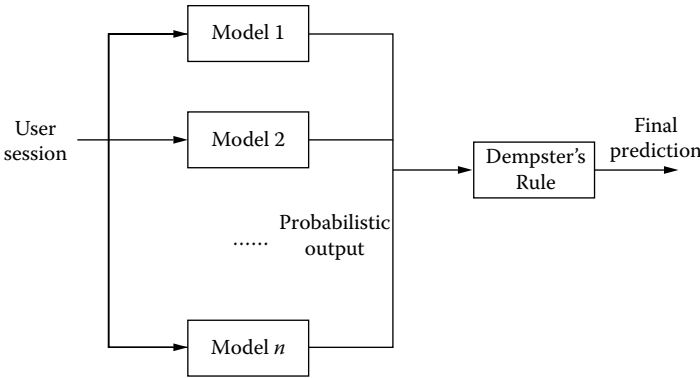 Model 1
User
session
Model 2
Dempster’s
Rule
Final
prediction
......
Probabilistic
output
Model n